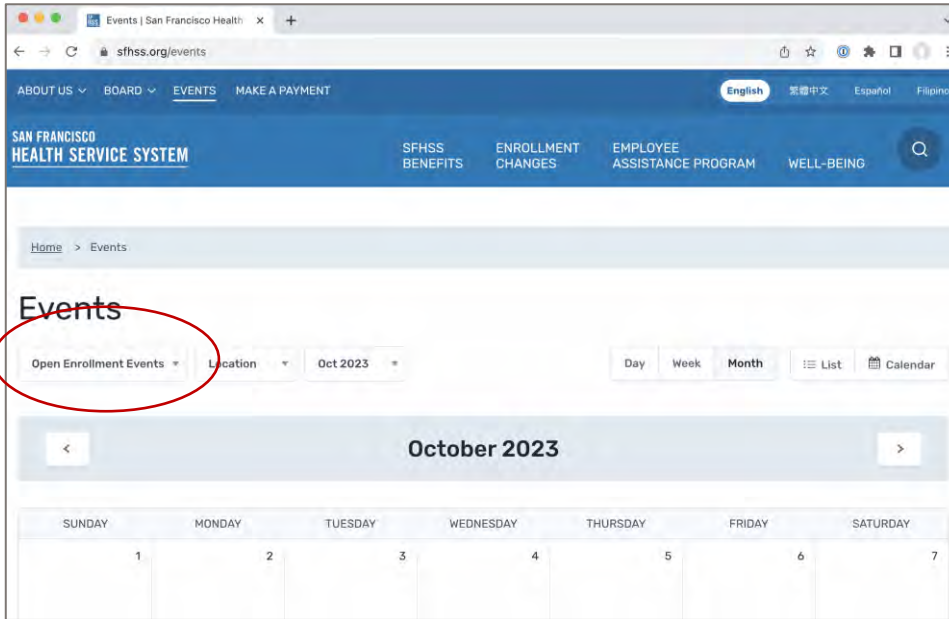 Events | San Francisco Health
sfhss.org/events
ABOUT US BOARD EVENTS MAKE A PAYMENT
English 繁體中文 Español Filipino
SAN FRANCISCO
HEALTH SERVICE SYSTEM
SFHSS
BENEFITS
ENROLLMENT
CHANGES
EMPLOYEE
ASSISTANCE PROGRAM
WELL-BEING
Home > Events
Events
Open Enrollment Events Location Oct 2023
Day Week Month List Calendar
< October 2023 >
SUNDAY MONDAY TUESDAY WEDNESDAY THURSDAY FRIDAY SATURDAY
1 2 3 4 5 6 7